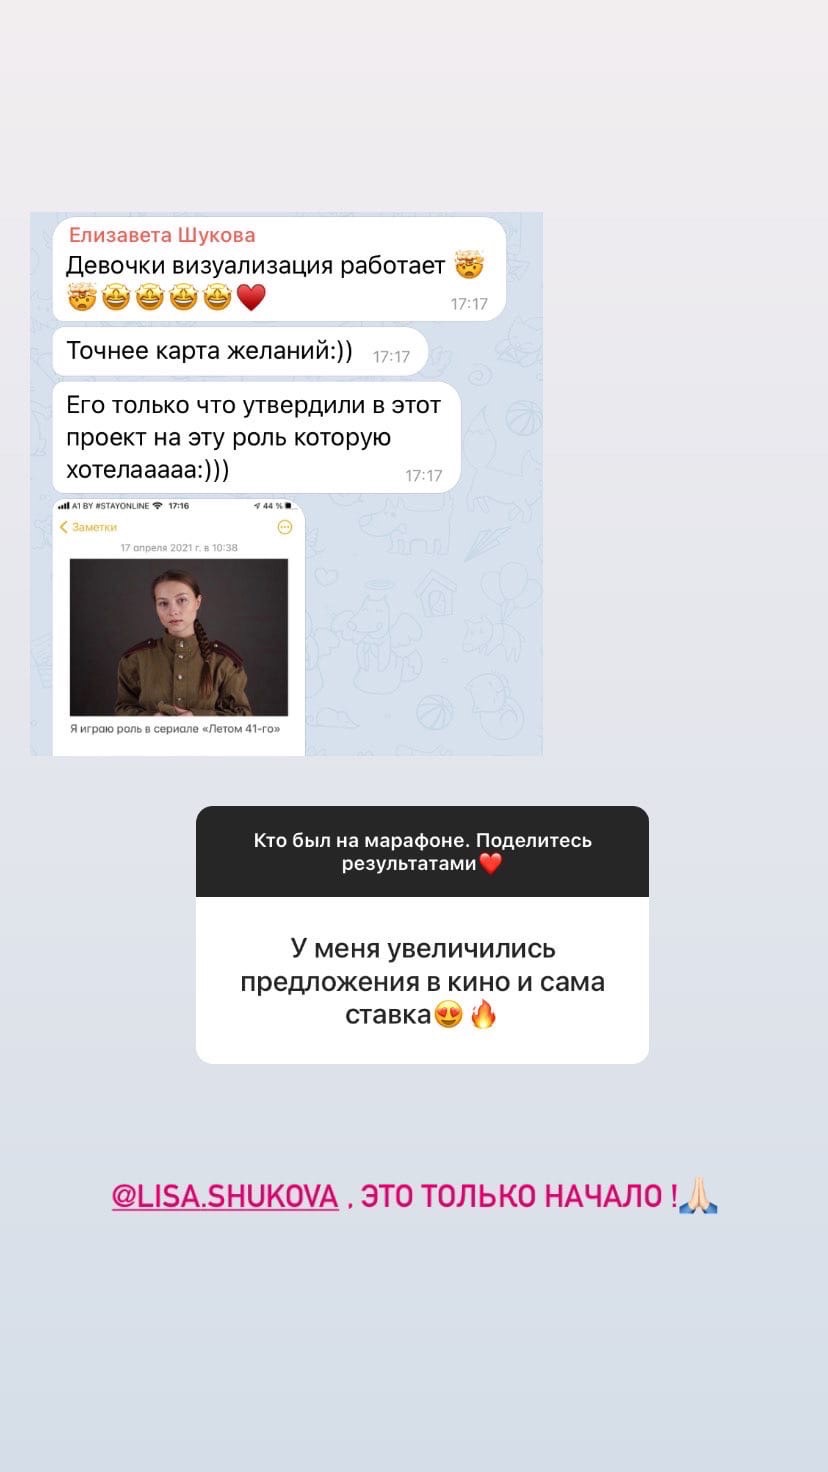 Елизавета Шукова
Девочки визуализация работает 🤯
🤯🤩🤩🤩🤩♥️
17:17
Точнее карта желаний:)) 17:17
Его только что утвердили в этот
проект на эту роль которую
хотелааааа:)))
17:17
A1 BY #STAYONLINE 17:16 44 %
Заметки
17 апреля 2021 г. в 10:38
Я играю роль в сериале «Летом 41-го»
Кто был на марафоне. Поделитесь
результатами❤️
У меня увеличились
предложения в кино и сама
ставка😍🔥
@LISA.SHUKOVA , ЭТО ТОЛЬКО НАЧАЛО !🙏🏻